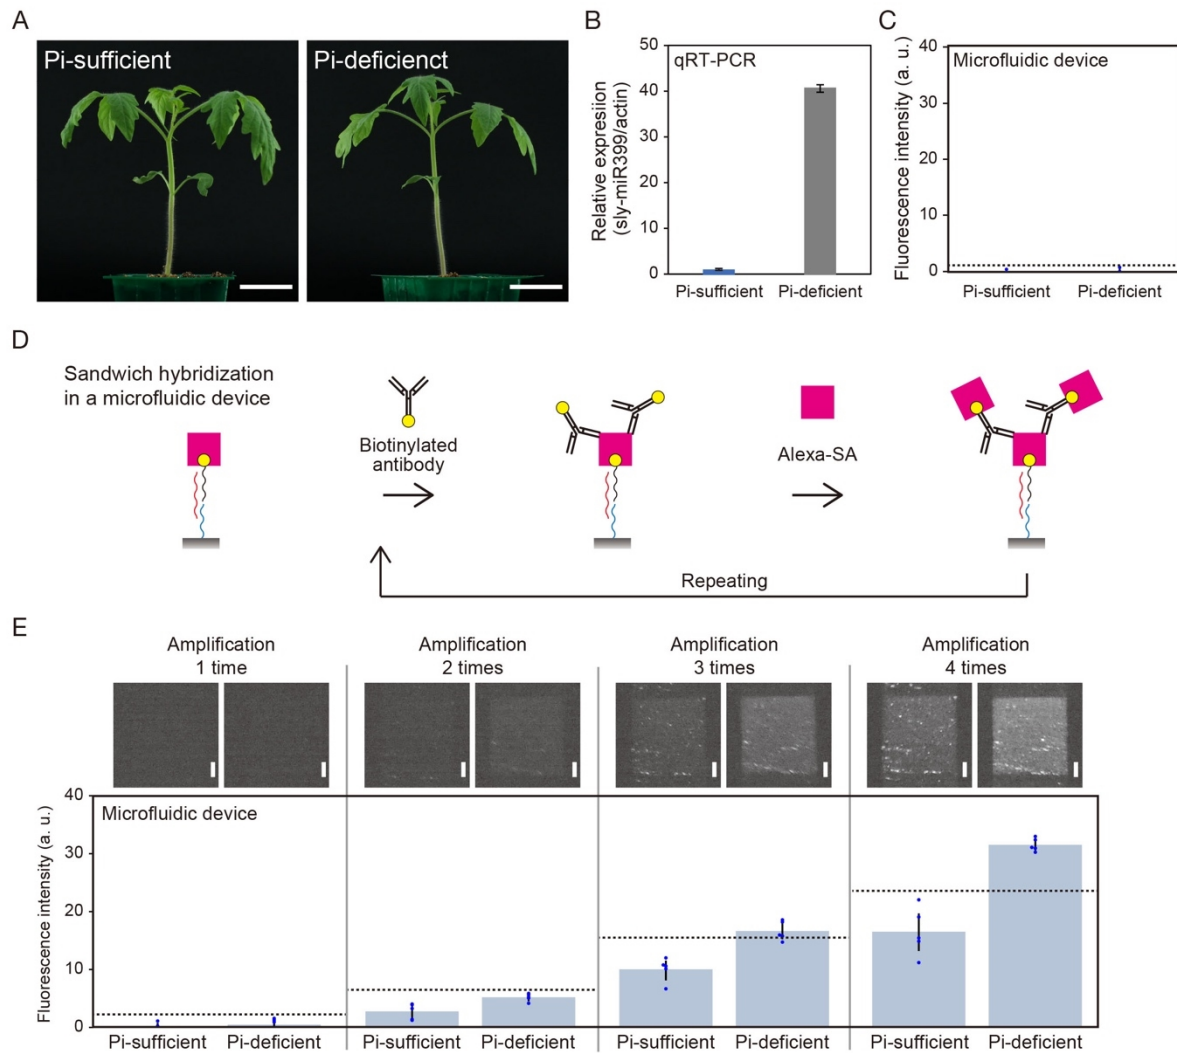 A
Pi-sufficient
Pi-deficienct
B
50
40
30
20
10
0
Relative expression
(sly-miR399/actin)
qRT-PCR
Pi-sufficient
Pi-deficient
C
40
30
20
10
0
Fluorescence intensity (a. u.)
Microfluidic device
Pi-sufficient
Pi-deficient
D
Sandwich hybridization
in a microfluidic device
Biotinylated
antibody
Alexa-SA
Repeating
E
Amplification
1 time
Amplification
2 times
Amplification
3 times
Amplification
4 times
40
30
20
10
0
Fluorescence intensity (a. u.)
Microfluidic device
Pi-sufficient
Pi-deficient
Pi-sufficient
Pi-deficient
Pi-sufficient
Pi-deficient
Pi-sufficient
Pi-deficient